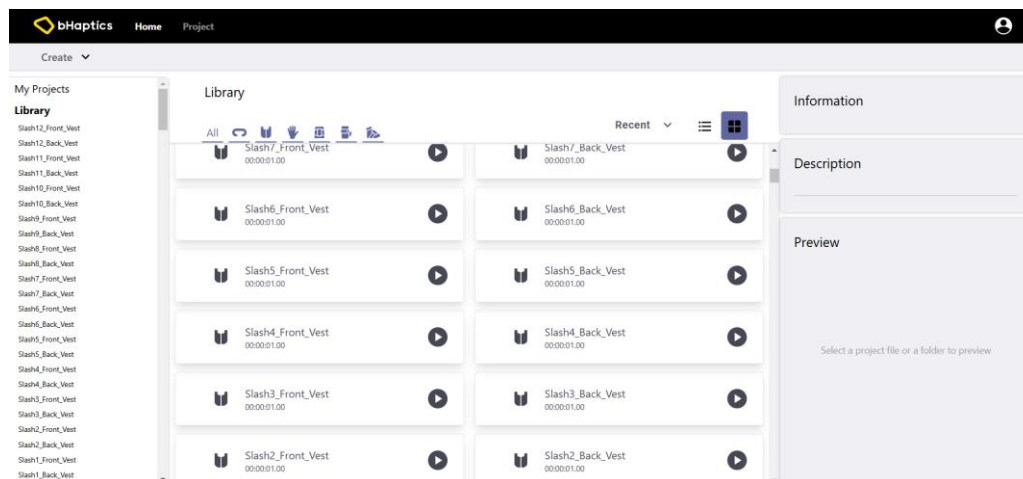 bHaptics Home Project
Create
My Projects
Library
Slash12_Front_Vest
Slash12_Back_Vest
Slash11_Front_Vest
Slash11_Back_Vest
Slash10_Front_Vest
Slash10_Back_Vest
Slash9_Front_Vest
Slash9_Back_Vest
Slash8_Front_Vest
Slash8_Back_Vest
Slash7_Front_Vest
Slash7_Back_Vest
Slash6_Front_Vest
Slash6_Back_Vest
Slash5_Front_Vest
Slash5_Back_Vest
Slash4_Front_Vest
Slash4_Back_Vest
Slash3_Front_Vest
Slash3_Back_Vest
Slash2_Front_Vest
Slash2_Back_Vest
Slash1_Front_Vest
Slash1_Back_Vest
Library
All
Recent
Slash7_Front_Vest
00:00:01.00
Slash7_Back_Vest
00:00:01.00
Slash6_Front_Vest
00:00:01.00
Slash6_Back_Vest
00:00:01.00
Slash5_Front_Vest
00:00:01.00
Slash5_Back_Vest
00:00:01.00
Slash4_Front_Vest
00:00:01.00
Slash4_Back_Vest
00:00:01.00
Slash3_Front_Vest
00:00:01.00
Slash3_Back_Vest
00:00:01.00
Slash2_Front_Vest
00:00:01.00
Slash2_Back_Vest
00:00:01.00
Information
Description
Preview
Select a project file or a folder to preview